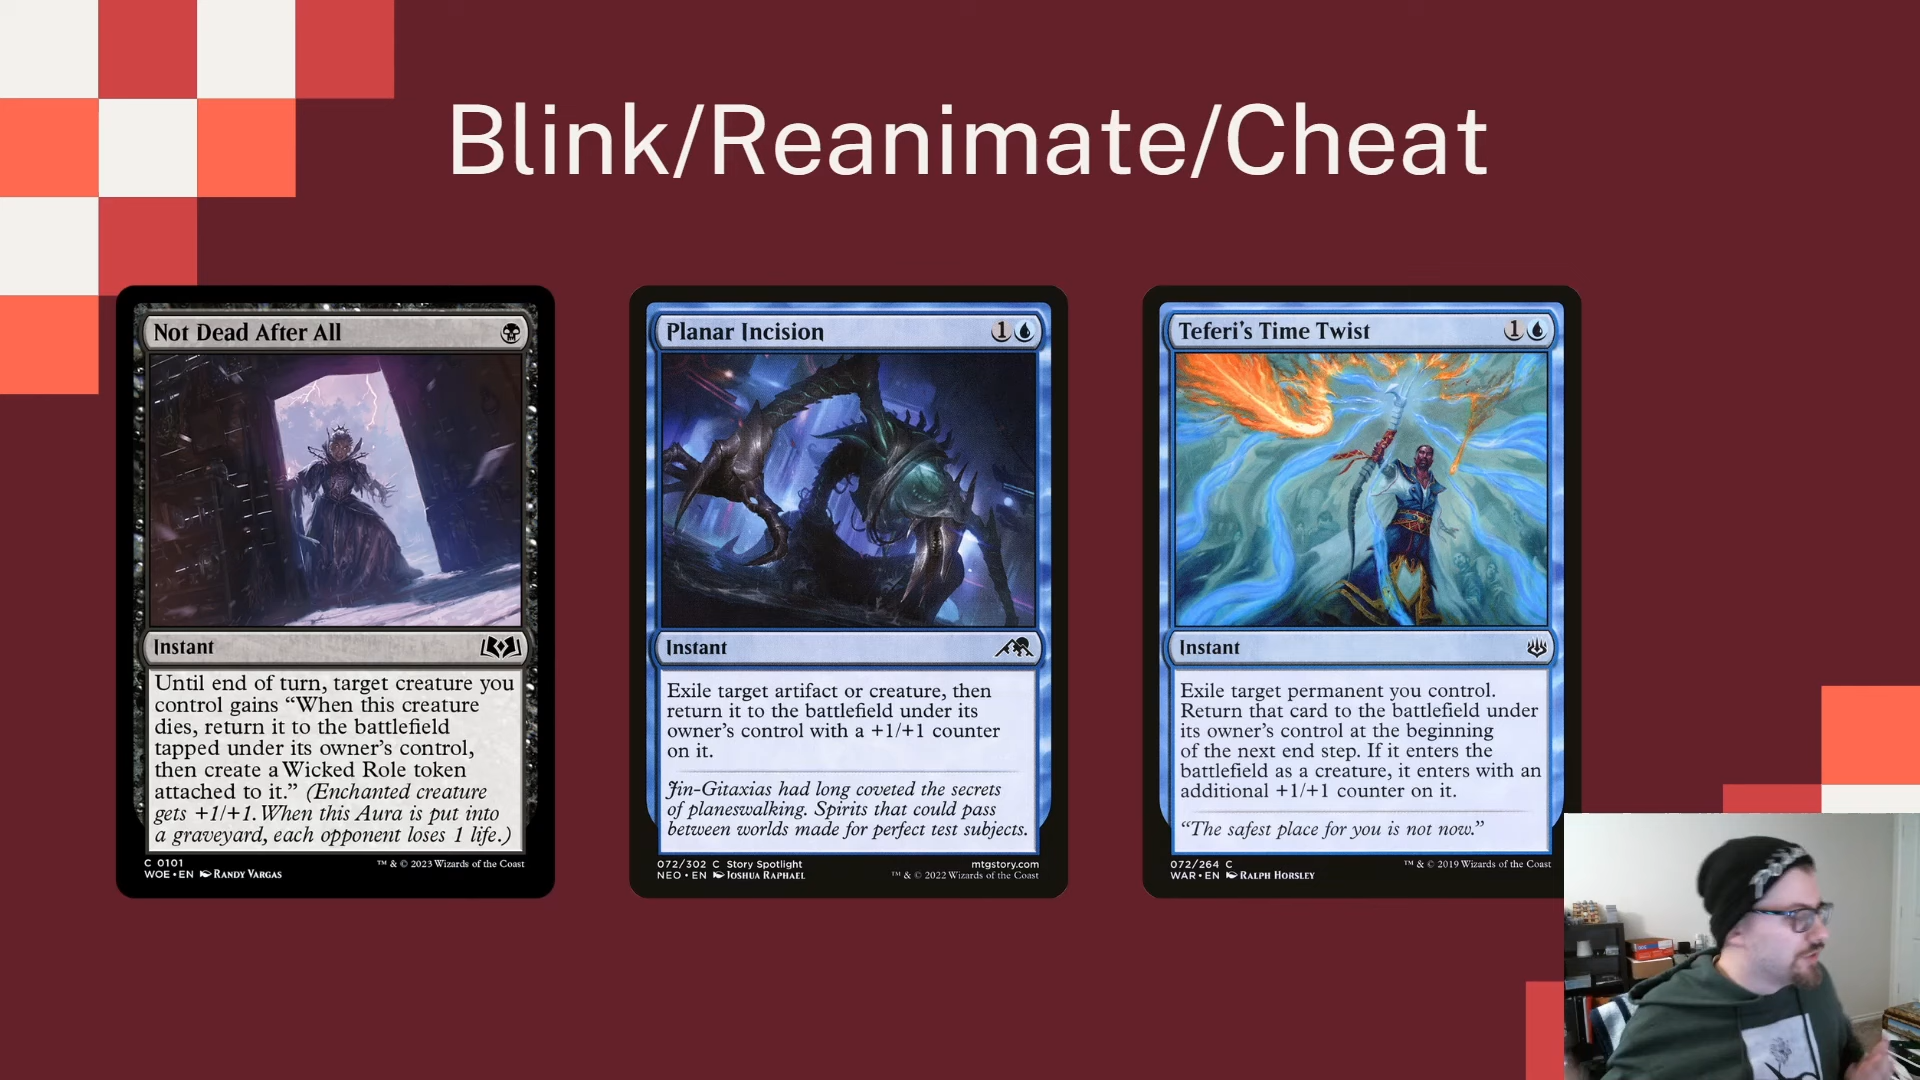 Blink/Reanimate/Cheat
Not Dead After All
Instant
Until end of turn, target creature you
control gains “When this creature
dies, return it to the battlefield
tapped under its owner’s control,
then create a Wicked Role token
attached to it.” (Enchanted creature
gets +1/+1. When this Aura is put into
a graveyard, each opponent loses 1 life.)
C 0101
WOE • EN RANDY VARGAS
™ & © 2023 Wizards of the Coast
Planar Incision
1
Instant
Exile target artifact or creature, then
return it to the battlefield under its
owner’s control with a +1/+1 counter
on it.
Jin-Gitaxias had long coveted the secrets
of planeswalking. Spirits that could pass
between worlds made for perfect test subjects.
072/302 C Story Spotlight
mtgstory.com
NEO • EN JOSHUA RAPHAEL
™ & © 2022 Wizards of the Coast
Teferi’s Time Twist
1
Instant
Exile target permanent you control.
Return that card to the battlefield under
its owner’s control at the beginning
of the next end step. If it enters the
battlefield as a creature, it enters with an
additional +1/+1 counter on it.
“The safest place for you is not now.”
072/264 C
WAR • EN RALPH HORSLEY
™ & © 2019 Wizards of the Coast